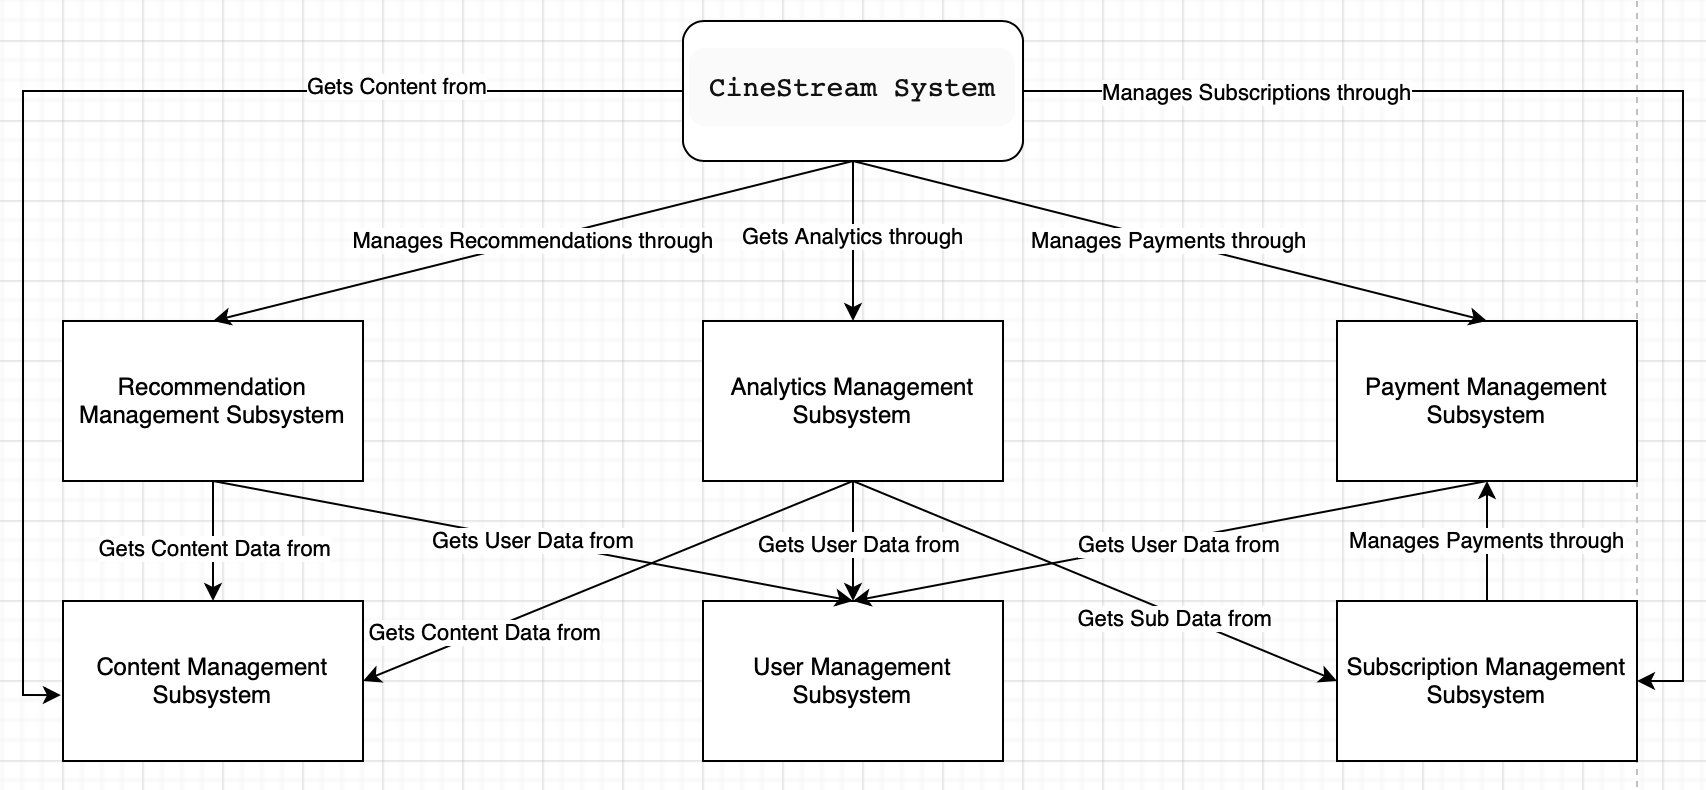 CineStream System
Gets Content from
Manages Subscriptions through
Manages Recommendations through
Gets Analytics through
Manages Payments through
Recommendation
Management Subsystem
Analytics Management
Subsystem
Payment Management
Subsystem
Gets Content Data from
Gets User Data from
Gets User Data from
Gets User Data from
Manages Payments through
Gets Content Data from
Gets Sub Data from
Content Management
Subsystem
User Management
Subsystem
Subscription Management
Subsystem